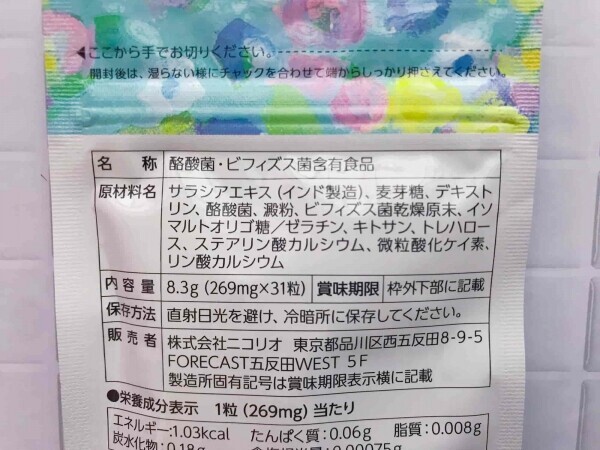 ◀ここから手でお切りください。
開封後は、湿らない様にチャックを合わせて端からしっかり押さえてください。
名 称 酪酸菌・ビフィズス菌含有食品
原材料名 サラシアエキス(インド製造)、麦芽糖、デキスト
リン、酪酸菌、澱粉、ビフィズス菌乾燥原末、イソ
マルトオリゴ糖／ゼラチン、キトサン、トレハロー
ス、ステアリン酸カルシウム、微粒酸化ケイ素、
リン酸カルシウム
内容量 8.3g (269mg×31粒) 賞味期限 枠外下部に記載
保存方法 直射日光を避け、冷暗所に保存してください。
販売者 株式会社ニコリオ 東京都品川区西五反田8-9-5
FORECAST五反田WEST 5F
製造所固有記号は賞味期限表示横に記載
●栄養成分表示 1粒(269mg)当たり
エネルギー:1.03kcal たんぱく質:0.06g 脂質:0.008g
炭水化物:0.18g 0.00075g